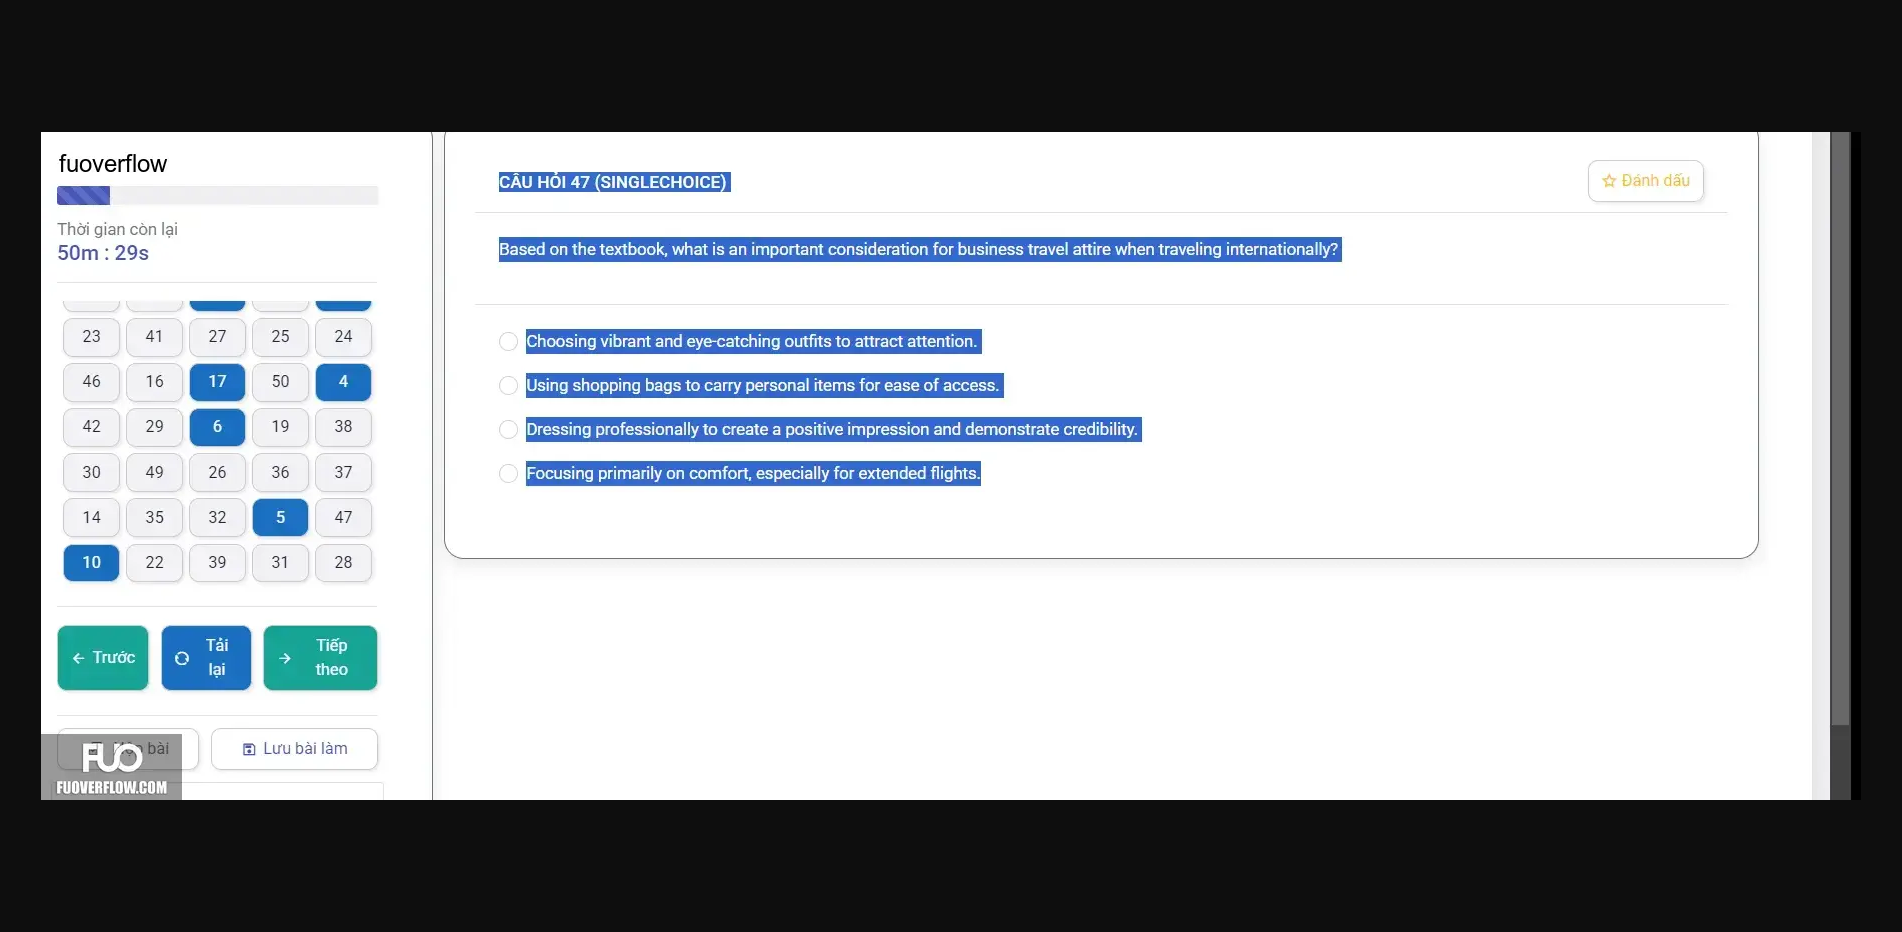 fuoverflow
Thời gian còn lại
50m : 29s
23 41 27 25 24
46 16 17 50 4
42 29 6 19 38
30 49 26 36 37
14 35 32 5 47
10 22 39 31 28
Trước
Tải lại
Tiếp theo
bài
Lưu bài làm
FUO
FUOVERFLOW.COM
CÂU HỎI 47 (SINGLECHOICE)
Đánh dấu
Based on the textbook, what is an important consideration for business travel attire when traveling internationally?
Choosing vibrant and eye-catching outfits to attract attention.
Using shopping bags to carry personal items for ease of access.
Dressing professionally to create a positive impression and demonstrate credibility.
Focusing primarily on comfort, especially for extended flights.